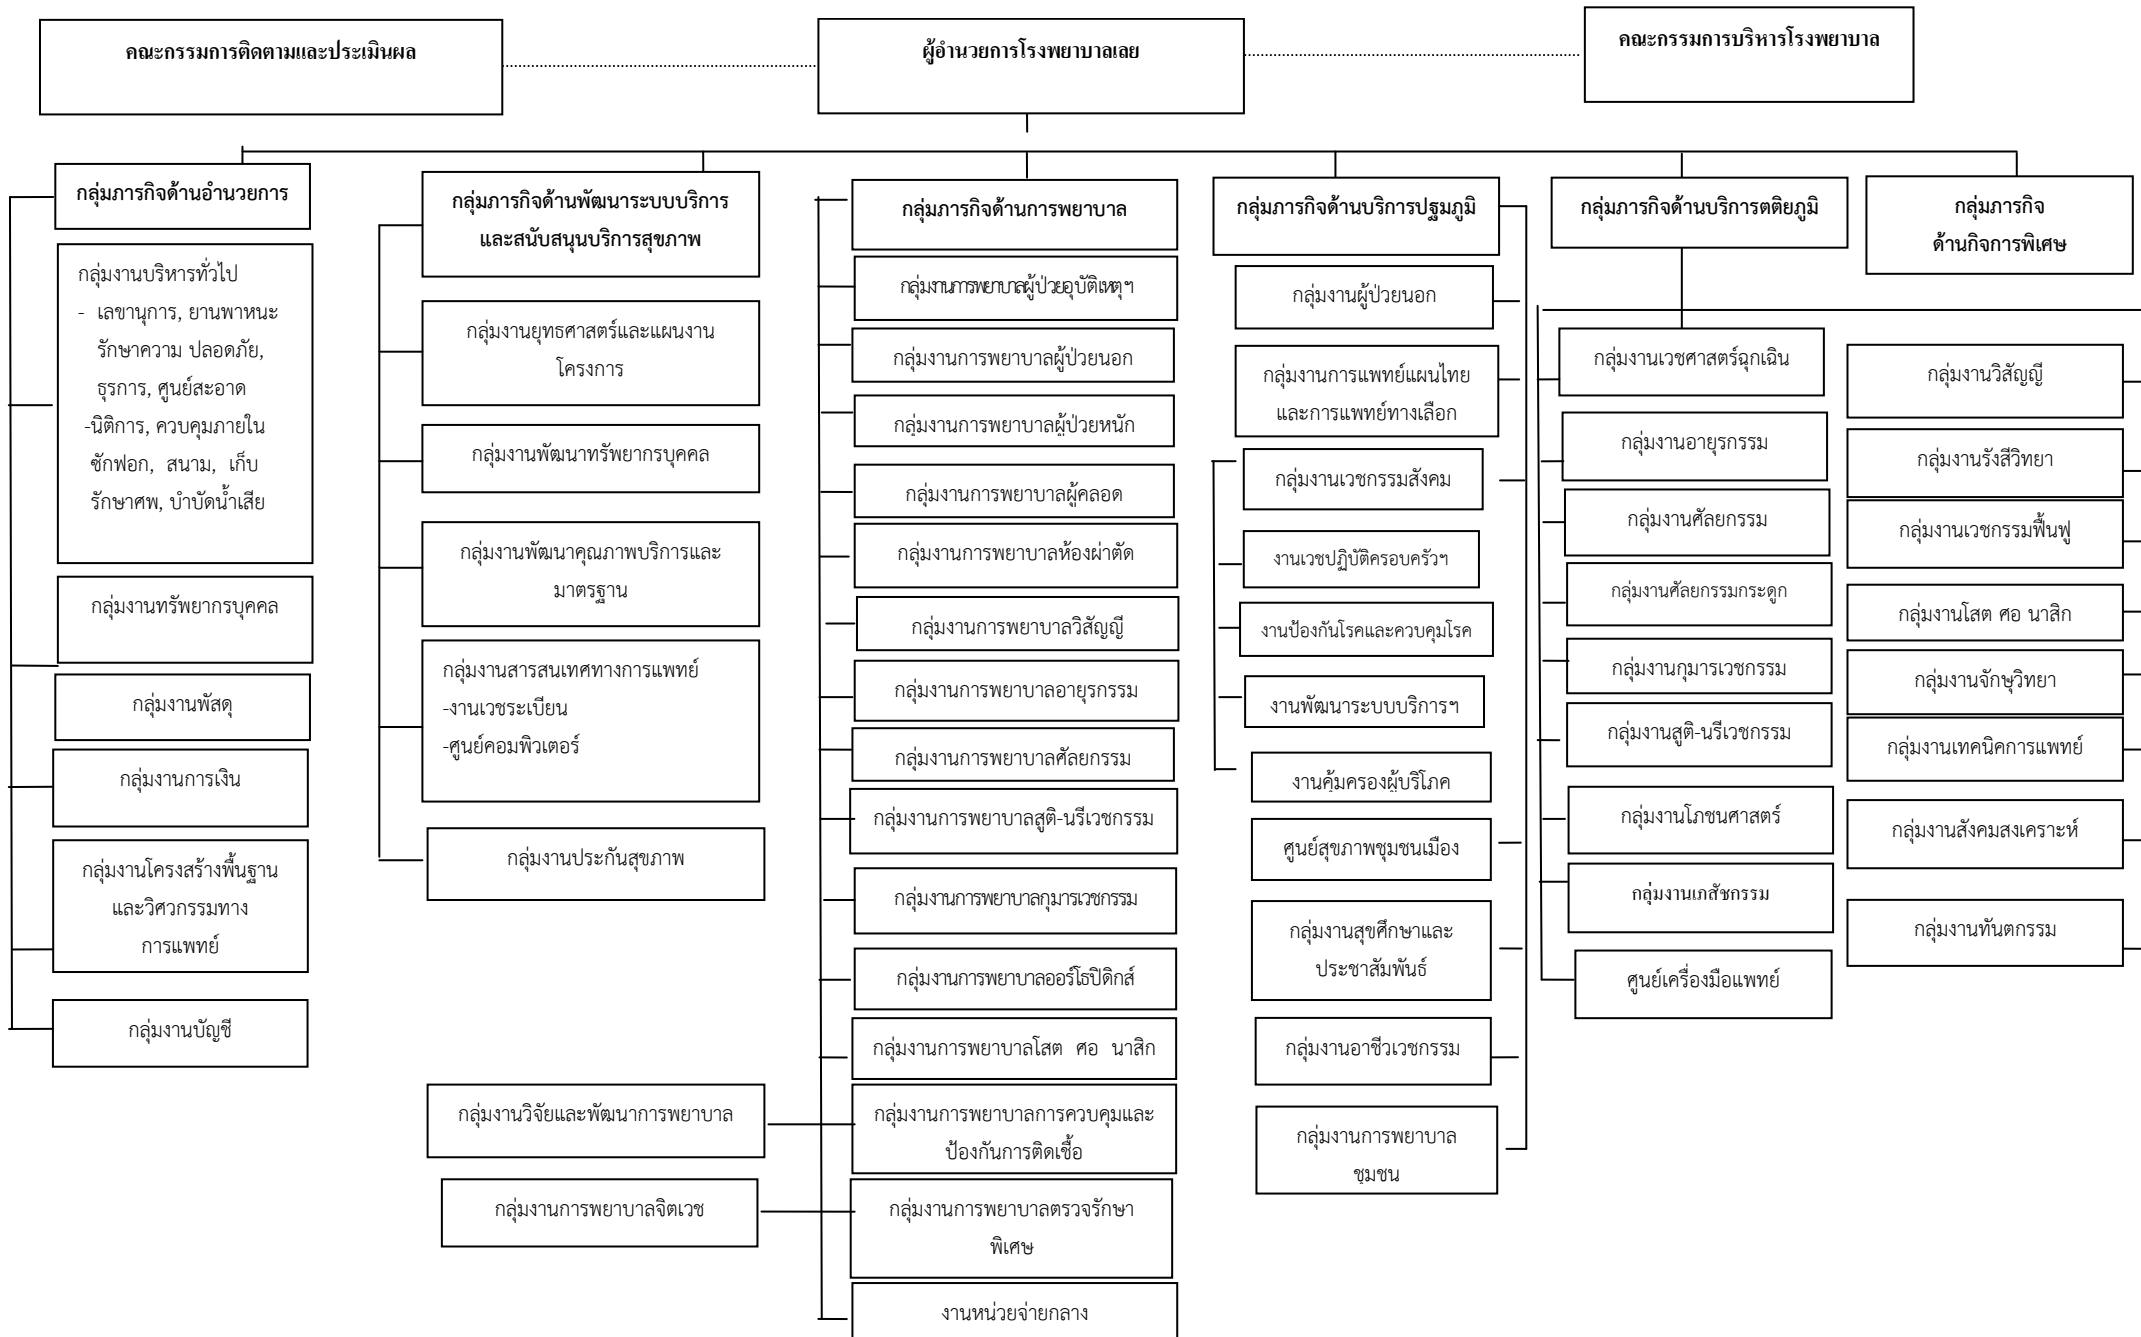 คณะกรรมการติดตามและประเมินผล
ผู้อำนวยการโรงพยาบาลเลย
คณะกรรมการบริหารโรงพยาบาล
กลุ่มภารกิจด้านอำนวยการ
กลุ่มงานบริหารทั่วไป
- เลขานุการ, ยานพาหนะ
รักษาความ ปลอดภัย,
ธุรการ, ศูนย์สะอาด
-นิติการ, ควบคุมภายใน
ซักฟอก, สนาม, เก็บ
รักษาศพ, บำบัดน้ำเสีย
กลุ่มงานทรัพยากรบุคคล
กลุ่มงานพัสดุ
กลุ่มงานการเงิน
กลุ่มงานโครงสร้างพื้นฐาน
และวิศวกรรมทาง
การแพทย์
กลุ่มงานบัญชี
กลุ่มภารกิจด้านพัฒนาระบบบริการ
และสนับสนุนบริการสุขภาพ
กลุ่มงานยุทธศาสตร์และแผนงาน
โครงการ
กลุ่มงานพัฒนาทรัพยากรบุคคล
กลุ่มงานพัฒนาคุณภาพบริการและ
มาตรฐาน
กลุ่มงานสารสนเทศทางการแพทย์
-งานเวชระเบียน
-ศูนย์คอมพิวเตอร์
กลุ่มงานประกันสุขภาพ
กลุ่มงานวิจัยและพัฒนาการพยาบาล
กลุ่มงานการพยาบาลจิตเวช
กลุ่มภารกิจด้านการพยาบาล
กลุ่มงานการพยาบาลผู้ป่วยอุบัติเหตุฯ
กลุ่มงานการพยาบาลผู้ป่วยนอก
กลุ่มงานการพยาบาลผู้ป่วยหนัก
กลุ่มงานการพยาบาลผู้คลอด
กลุ่มงานการพยาบาลห้องผ่าตัด
กลุ่มงานการพยาบาลวิสัญญี
กลุ่มงานการพยาบาลอายุรกรรม
กลุ่มงานการพยาบาลศัลยกรรม
กลุ่มงานการพยาบาลสูติ-นรีเวชกรรม
กลุ่มงานการพยาบาลกุมารเวชกรรม
กลุ่มงานการพยาบาลออร์โธปิดิกส์
กลุ่มงานการพยาบาลโสต ศอ นาสิก
กลุ่มงานการพยาบาลการควบคุมและ
ป้องกันการติดเชื้อ
กลุ่มงานการพยาบาลตรวจรักษา
พิเศษ
งานหน่วยจ่ายกลาง
กลุ่มภารกิจด้านบริการปฐมภูมิ
กลุ่มงานผู้ป่วยนอก
กลุ่มงานการแพทย์แผนไทย
และการแพทย์ทางเลือก
กลุ่มงานเวชกรรมสังคม
งานเวชปฏิบัติครอบครัวฯ
งานป้องกันโรคและควบคุมโรค
งานพัฒนาระบบบริการฯ
งานคุ้มครองผู้บริโภค
ศูนย์สุขภาพชุมชนเมือง
กลุ่มงานสุขศึกษาและ
ประชาสัมพันธ์
กลุ่มงานอาชีวเวชกรรม
กลุ่มงานการพยาบาล
ชุมชน
กลุ่มภารกิจด้านบริการตติยภูมิ
กลุ่มงานเวชศาสตร์ฉุกเฉิน
กลุ่มงานอายุรกรรม
กลุ่มงานศัลยกรรม
กลุ่มงานศัลยกรรมกระดูก
กลุ่มงานกุมารเวชกรรม
กลุ่มงานสูติ-นรีเวชกรรม
กลุ่มงานโภชนศาสตร์
กลุ่มงานเภสัชกรรม
ศูนย์เครื่องมือแพทย์
กลุ่มภารกิจ
ด้านกิจการพิเศษ
กลุ่มงานวิสัญญี
กลุ่มงานรังสีวิทยา
กลุ่มงานเวชกรรมฟื้นฟู
กลุ่มงานโสต ศอ นาสิก
กลุ่มงานจักษุวิทยา
กลุ่มงานเทคนิคการแพทย์
กลุ่มงานสังคมสงเคราะห์
กลุ่มงานทันตกรรม